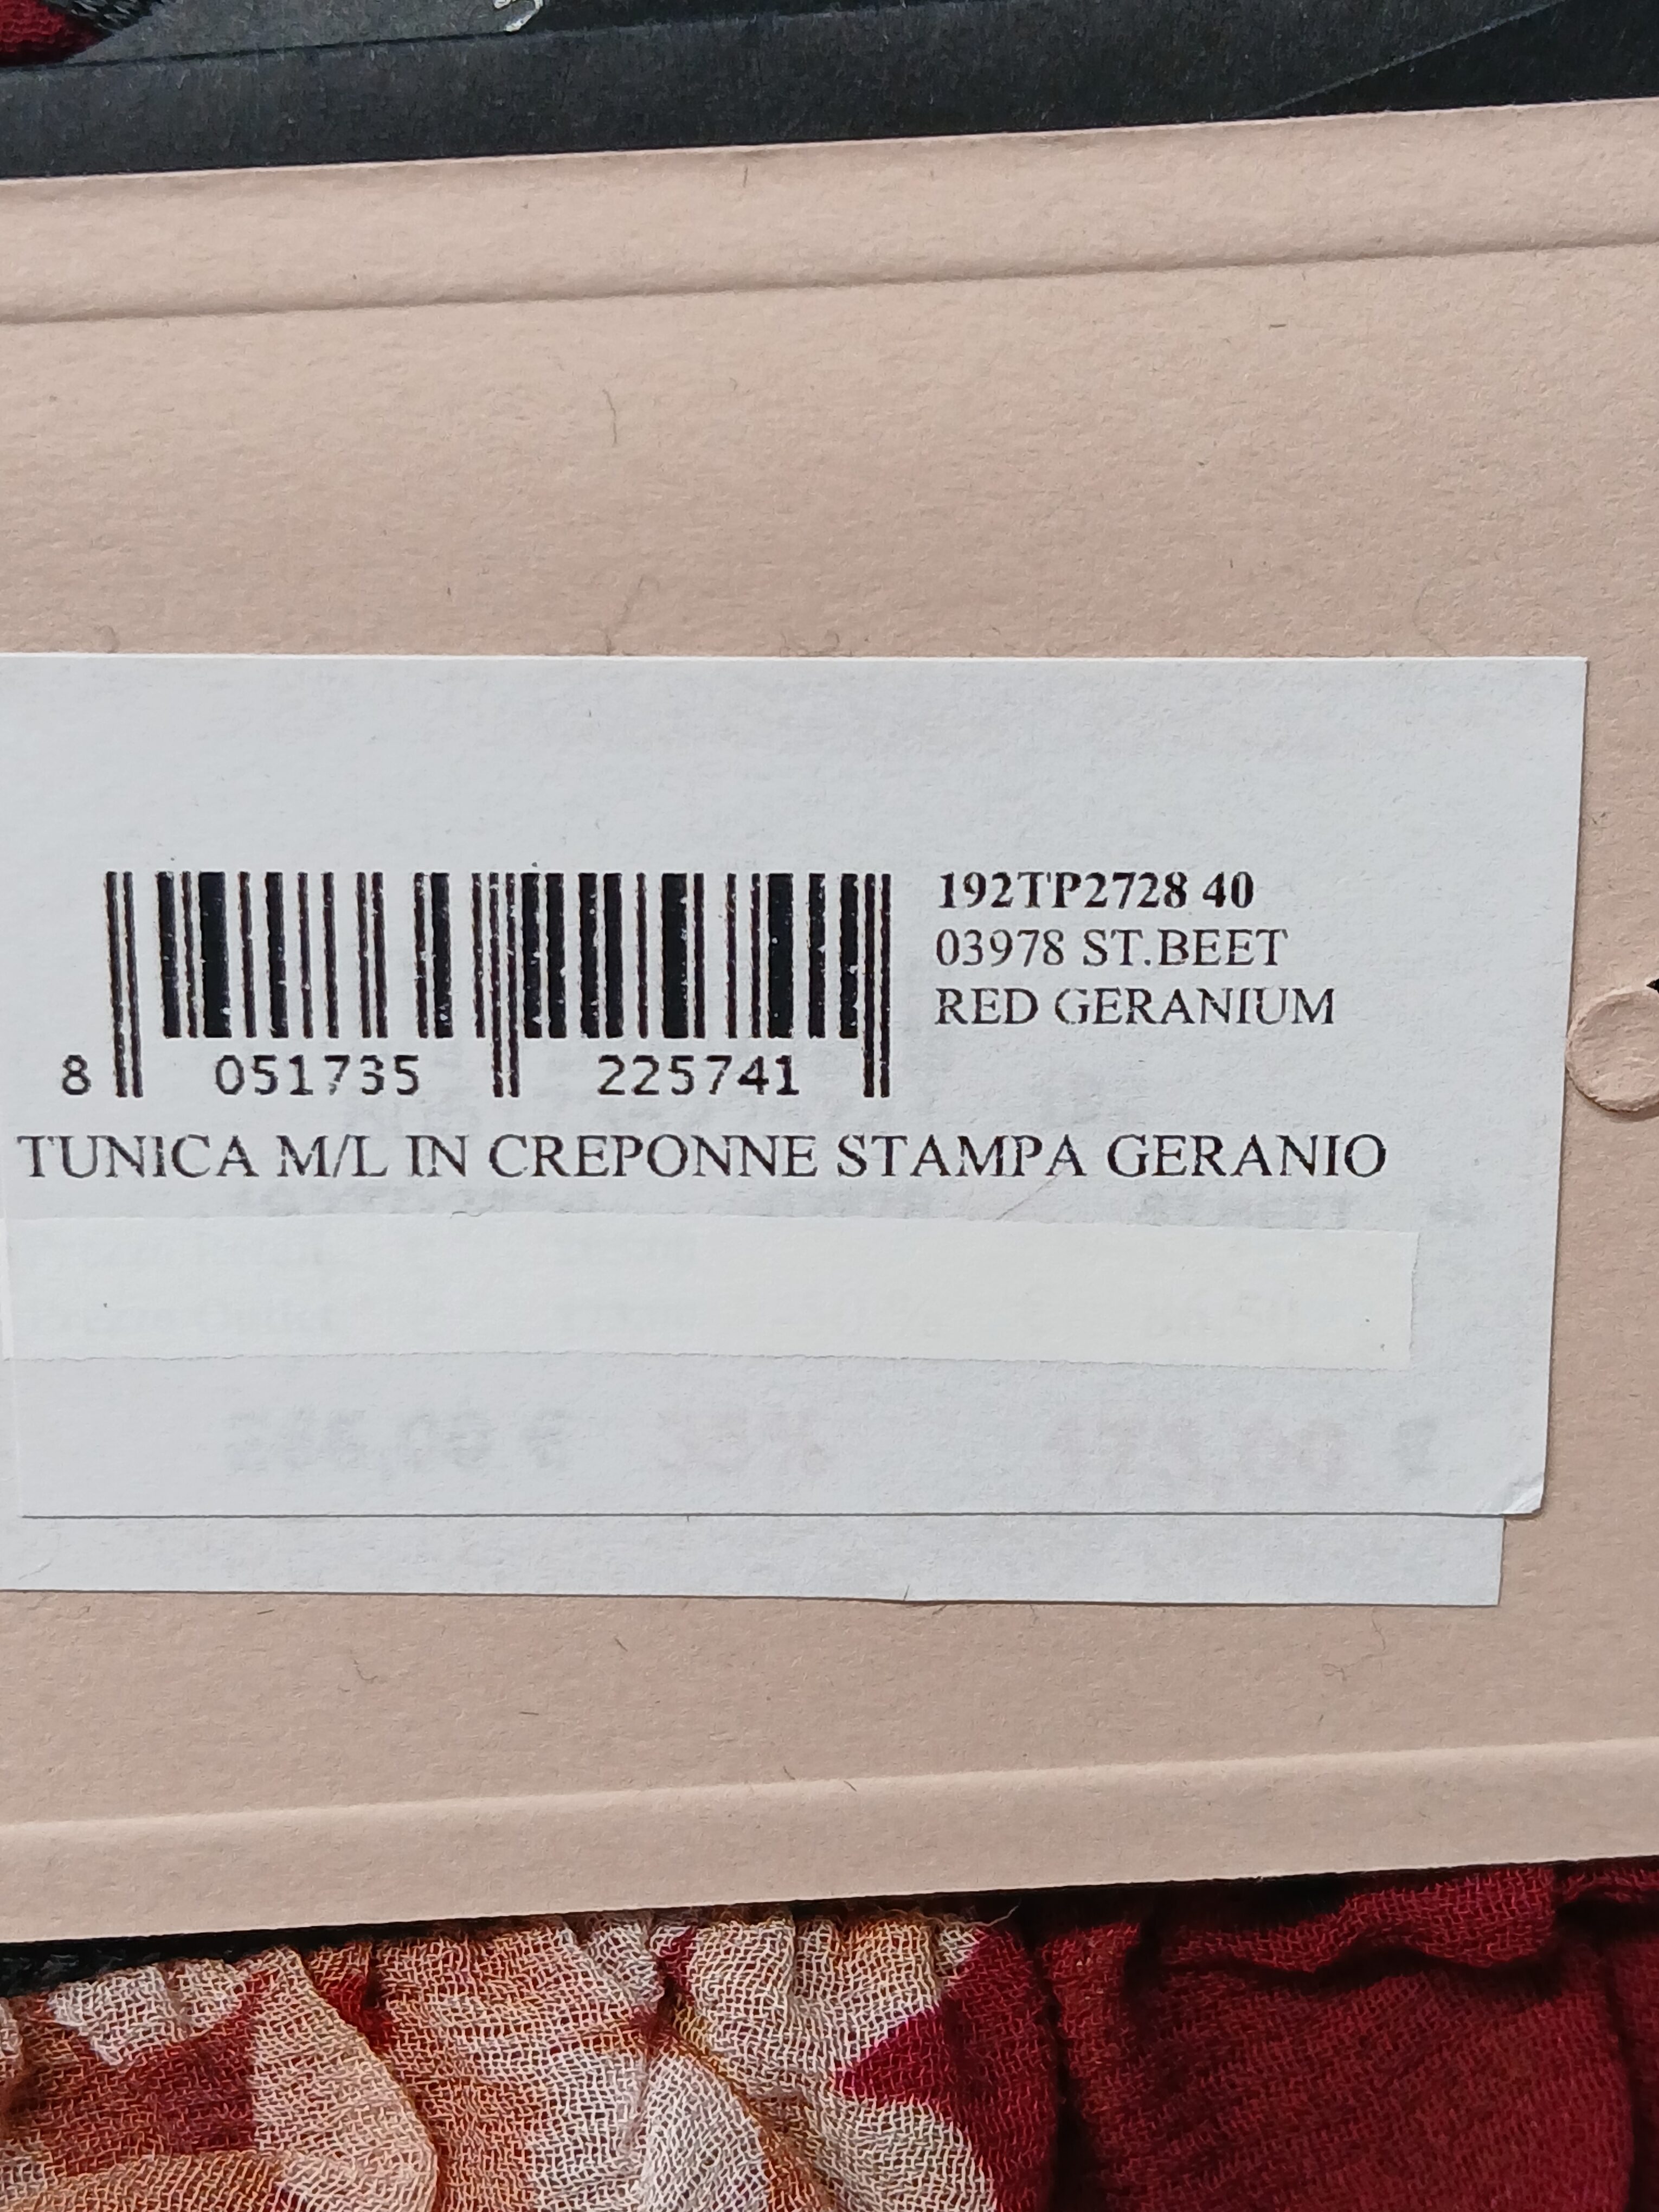 192TP2728 40
03978 ST.BEET
RED GERANIUM
8 051735 225741
TUNICA M/L IN CREPONNE STAMPA GERANIO